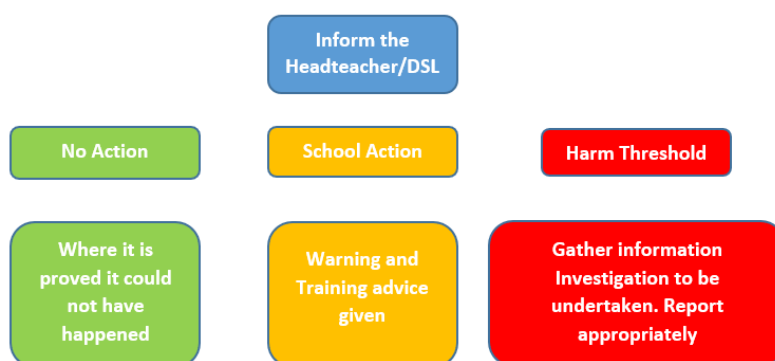 Inform the
Headteacher/DSL
No Action
School Action
Harm Threshold
Where it is
proved it could
not have
happened
Warning and
Training advice
given
Gather information
Investigation to be
undertaken. Report
appropriately